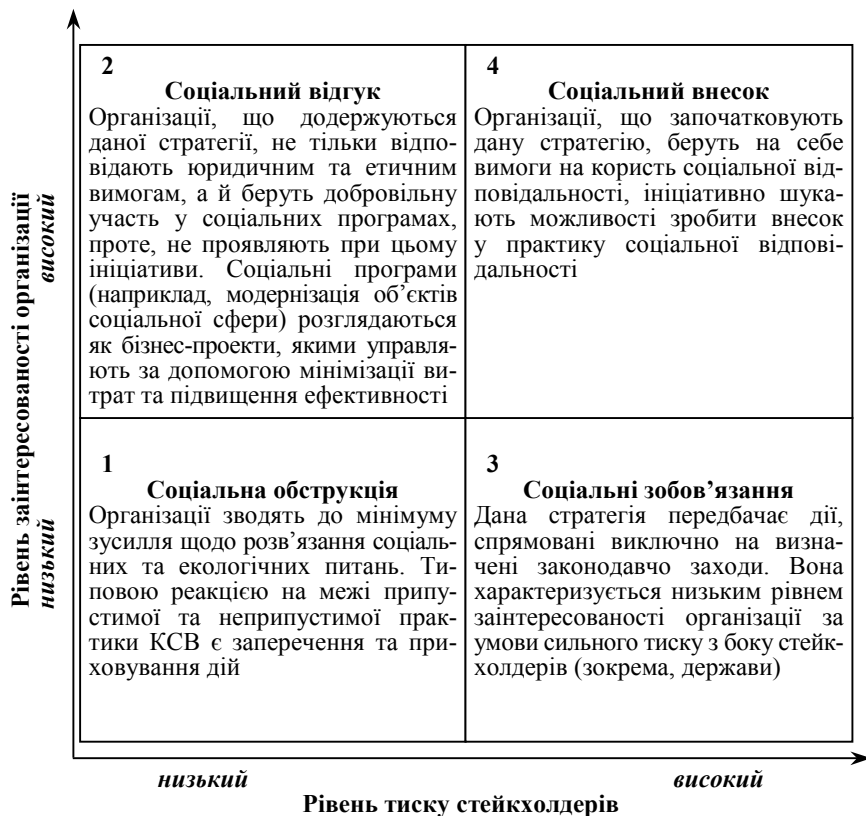 Рівень заінтересованості організації
високий
низький
2
Соціальний відгук
Організації, що додержуються
даної стратегії, не тільки відпо-
відають юридичним та етичним
вимогам, а й беруть добровільну
участь у соціальних програмах,
проте, не проявляють при цьому
ініціативи. Соціальні програми
(наприклад, модернізація об’єктів
соціальної сфери) розглядаються
як бізнес-проекти, якими управля-
ють за допомогою мінімізації ви-
трат та підвищення ефективності
4
Соціальний внесок
Організації, що започатковують
дану стратегію, беруть на себе
вимоги на користь соціальної від-
повідальності, ініціативно шука-
ють можливості зробити внесок
у практику соціальної відпові-
дальності
1
Соціальна обструкція
Організації зводять до мінімуму
зусилля щодо розв’язання соціаль-
них та екологічних питань. Ти-
повою реакцією на межі припу-
стимої та неприпустимої прак-
тики КСВ є заперечення та при-
ховування дій
3
Соціальні зобов’язання
Дана стратегія передбачає дії,
спрямовані виключно на визна-
чені законодавчо заходи. Вона
характеризується низьким рівнем
заінтересованості організації за
умови сильного тиску з боку стейк-
холдерів (зокрема, держави)
низький
високий
Рівень тиску стейкхолдерів